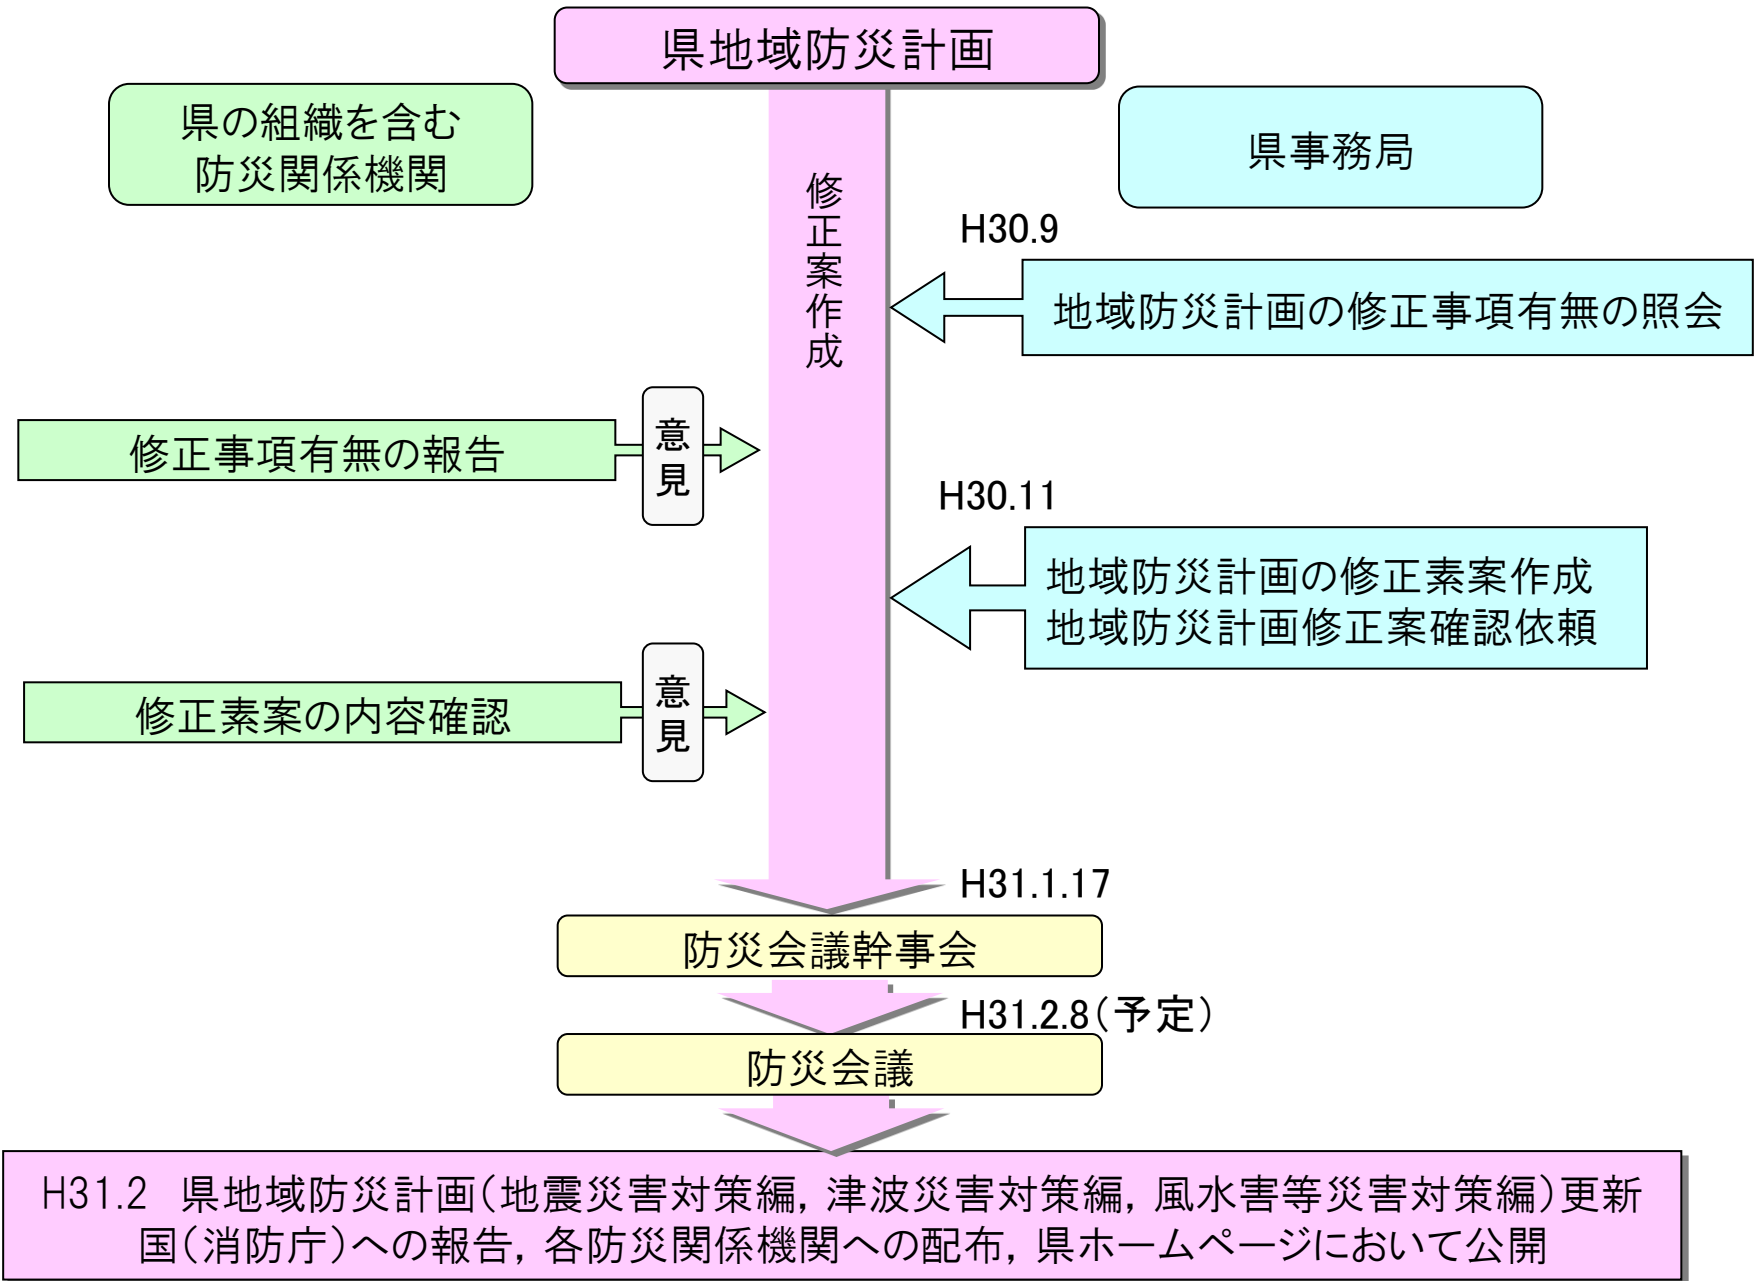 県地域防災計画
県の組織を含む
防災関係機関
県事務局
修正案作成
H30.9
地域防災計画の修正事項有無の照会
修正事項有無の報告
意見
H30.11
地域防災計画の修正素案作成
地域防災計画修正案確認依頼
修正素案の内容確認
意見
H31.1.17
防災会議幹事会
H31.2.8(予定)
防災会議
H31.2 県地域防災計画(地震災害対策編,津波災害対策編,風水害等災害対策編)更新
国(消防庁)への報告,各防災関係機関への配布,県ホームページにおいて公開